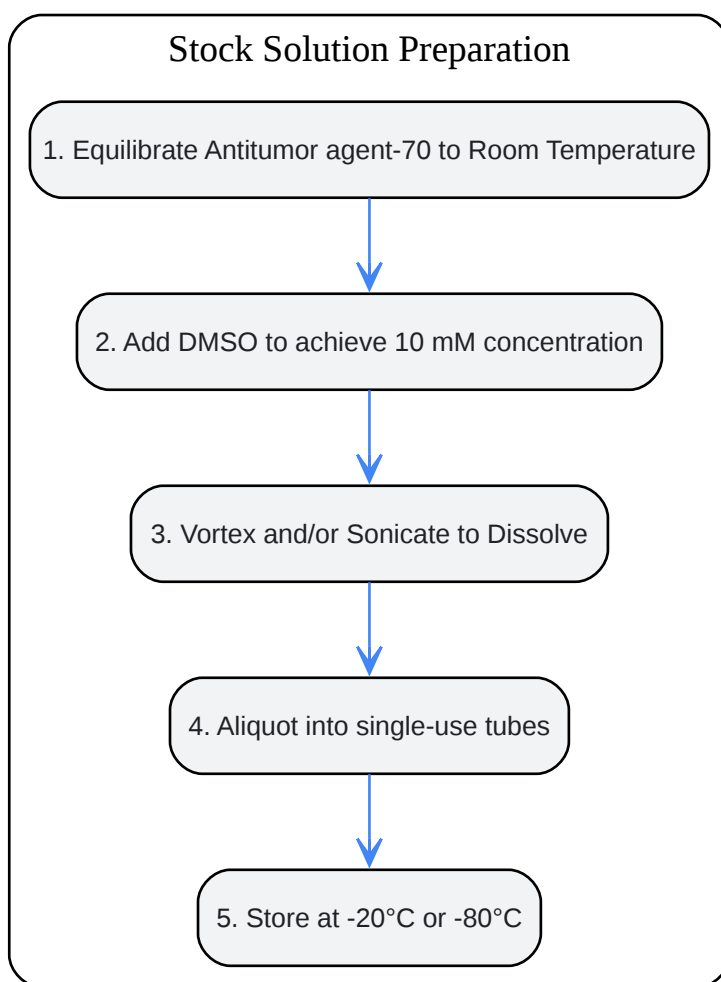 Stock Solution Preparation
1. Equilibrate Antitumor agent-70 to Room Temperature
2. Add DMSO to achieve 10 mM concentration
3. Vortex and/or Sonicate to Dissolve
4. Aliquot into single-use tubes
5. Store at -20°C or -80°C